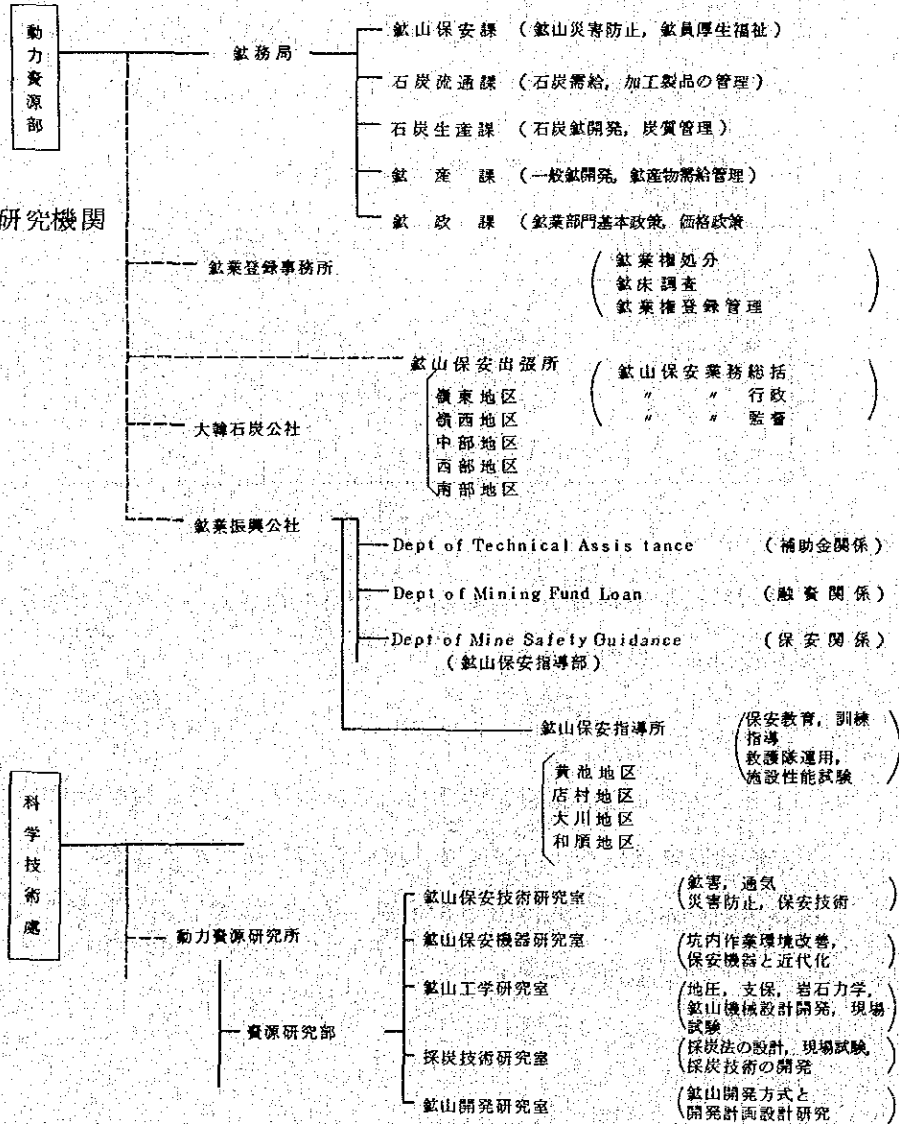 動力資源部
鉱務局
鉱山保安課 (鉱山災害防止, 鉱員厚生福祉)
石炭流通課 (石炭需給, 加工製品の管理)
石炭生産課 (石炭鉱開発, 炭質管理)
鉱産課 (一般鉱開発, 鉱産物需給管理)
鉱政課 (鉱業部門基本政策, 価格政策
研究機関
鉱業登録事務所
鉱業権処分
鉱床調査
鉱業権登録管理
鉱山保安出張所
嶺東地区
嶺西地区
中部地区
西部地区
南部地区
鉱山保安業務総括
〃 〃 行政
〃 〃 監督
大韓石炭公社
鉱業振興公社
Dept of Technical Assis tance (補助金関係)
Dept of Mining Fund Loan (融資関係)
Dept of Mine Safety Guidance (保安関係)
(鉱山保安指導部)
鉱山保安指導所
黄池地区
店村地区
大川地区
和順地区
保安教育, 訓練
指導
救護隊運用,
施設性能試験
科学技術處
動力資源研究所
資源研究部
鉱山保安技術研究室
鉱害, 通気
災害防止, 保安技術
鉱山保安機器研究室
坑内作業環境改善,
保安機器と近代化
鉱山工学研究室
地圧, 支保, 岩石力学,
鉱山機械設計開発, 現場
試験
採炭技術研究室
採炭法の設計, 現場試験,
採炭技術の開発
鉱山開発研究室
鉱山開発方式と
開発計画設計研究